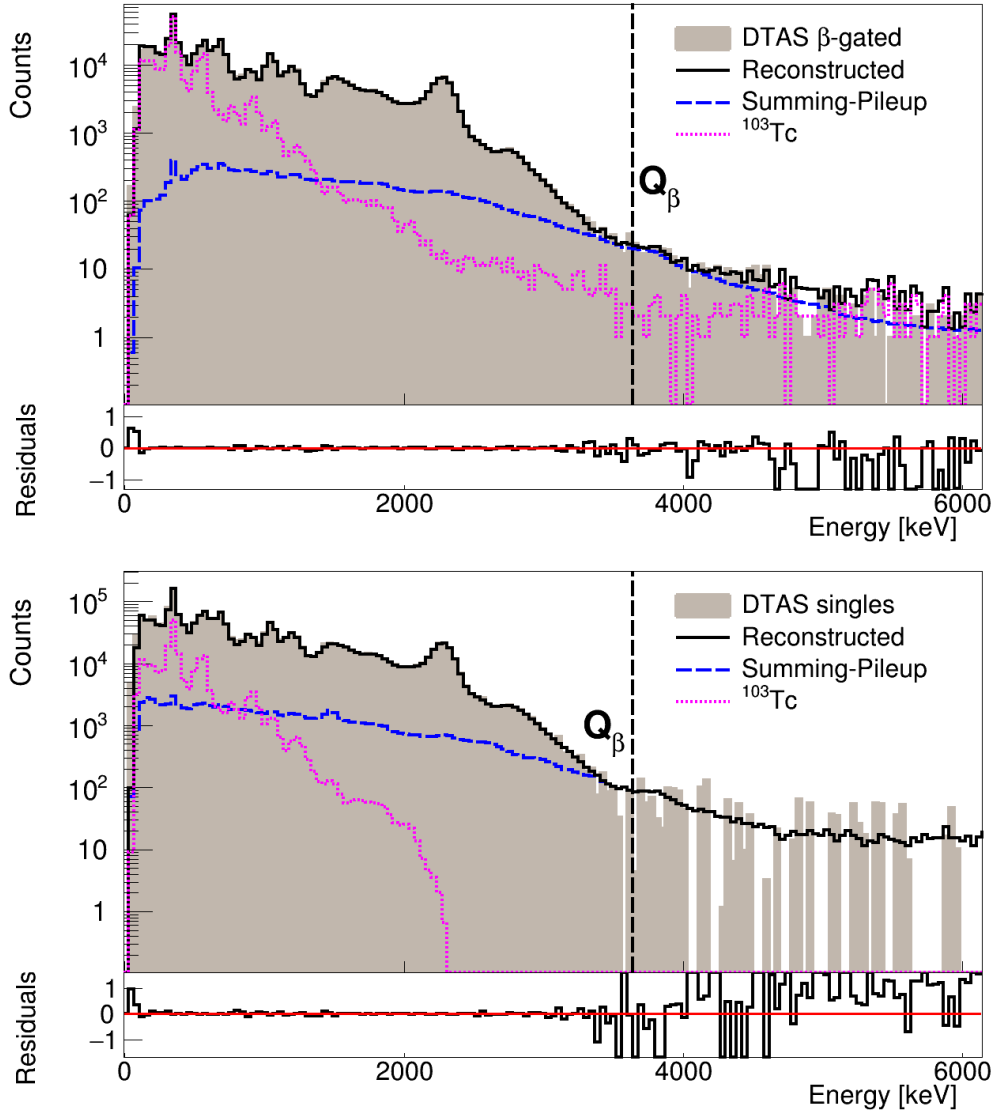 Counts
10⁴
10³
10²
10
1
DTAS β-gated
Reconstructed
Summing-Pileup
¹⁰³Tc
Qᵦ
Residuals
1
0
−1
0
2000
4000
6000
Energy [keV]
Counts
10⁵
10⁴
10³
10²
10
1
DTAS singles
Reconstructed
Summing-Pileup
¹⁰³Tc
Qᵦ
Residuals
1
0
−1
0
2000
4000
6000
Energy [keV]